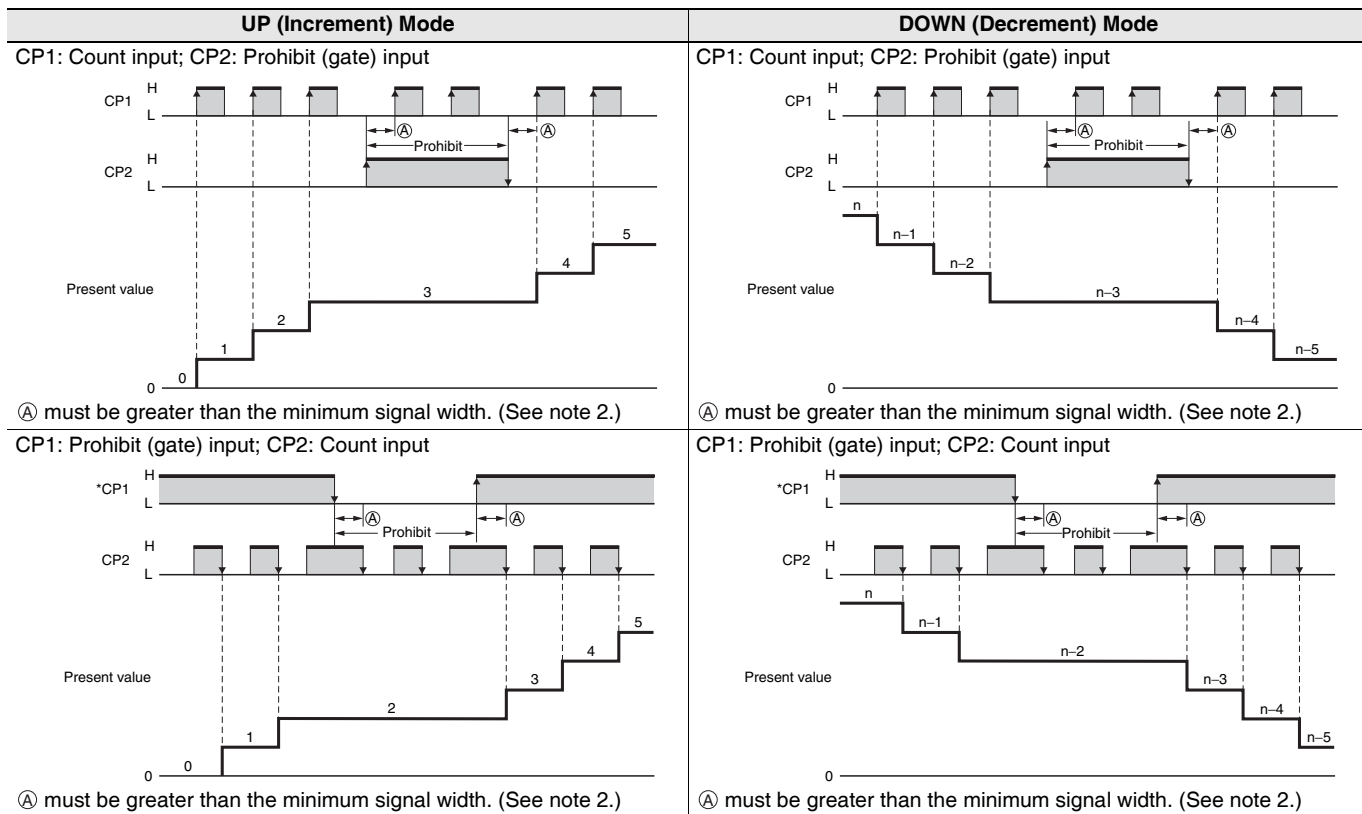 UP (Increment) Mode
DOWN (Decrement) Mode
CP1: Count input; CP2: Prohibit (gate) input
H
CP1
L
Ⓐ
Ⓐ
Prohibit
H
CP2
L
5
4
Present value
3
2
1
0
0
Ⓐ must be greater than the minimum signal width. (See note 2.)
CP1: Count input; CP2: Prohibit (gate) input
H
CP1
L
Ⓐ
Ⓐ
Prohibit
H
CP2
L
n
n–1
n–2
Present value
n–3
n–4
n–5
0
Ⓐ must be greater than the minimum signal width. (See note 2.)
CP1: Prohibit (gate) input; CP2: Count input
H
*CP1
L
Ⓐ
Ⓐ
Prohibit
H
CP2
L
5
4
Present value
3
2
1
0
0
Ⓐ must be greater than the minimum signal width. (See note 2.)
CP1: Prohibit (gate) input; CP2: Count input
H
*CP1
L
Ⓐ
Ⓐ
Prohibit
H
CP2
L
n
n–1
n–2
Present value
n–3
n–4
n–5
0
Ⓐ must be greater than the minimum signal width. (See note 2.)